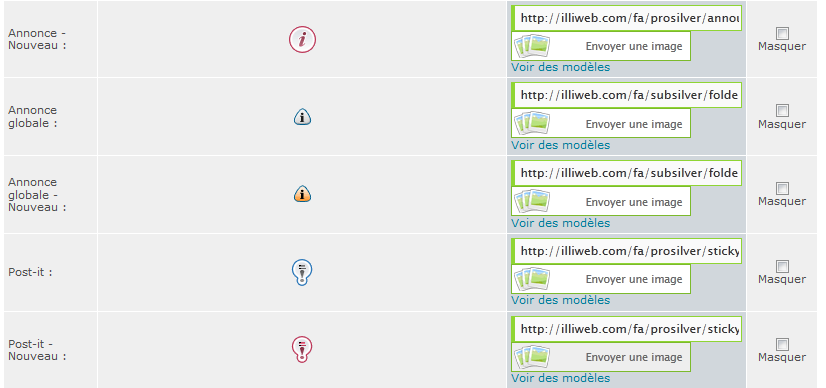 Annonce -
Nouveau :
http://illiweb.com/fa/prosilver/annou
Envoyer une image
Voir des modèles
Masquer
Annonce
globale :
http://illiweb.com/fa/subsilver/folde
Envoyer une image
Voir des modèles
Masquer
Annonce
globale -
Nouveau :
http://illiweb.com/fa/subsilver/folde
Envoyer une image
Voir des modèles
Masquer
Post-it :
http://illiweb.com/fa/prosilver/sticky
Envoyer une image
Voir des modèles
Masquer
Post-it -
Nouveau :
http://illiweb.com/fa/prosilver/sticky
Envoyer une image
Voir des modèles
Masquer